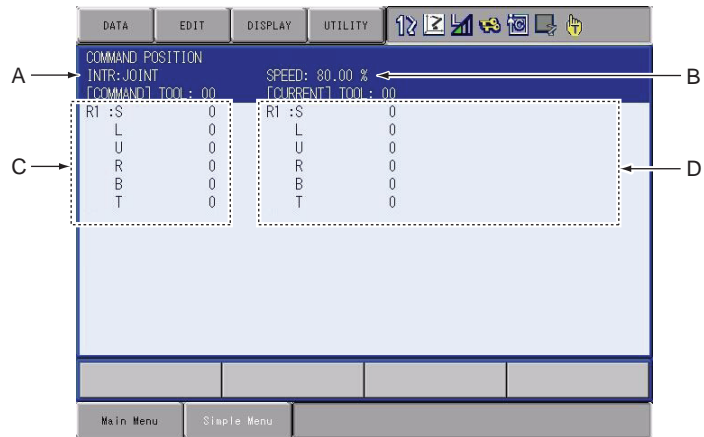 DATA EDIT DISPLAY UTILITY
COMMAND POSITION
A INTR:JOINT SPEED: 80.00 % B
[COMMAND] TOOL: 00 [CURRENT] TOOL: 00
R1 :S 0 R1 :S 0
L 0 L 0
U 0 U 0
C R 0 R 0 D
B 0 B 0
T 0 T 0
Main Menu Simple Menu